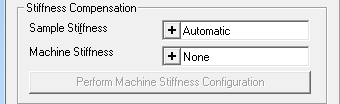 Stiffness Compensation
Sample Stiffness
+ Automatic
Machine Stiffness
+ None
Perform Machine Stiffness Configuration